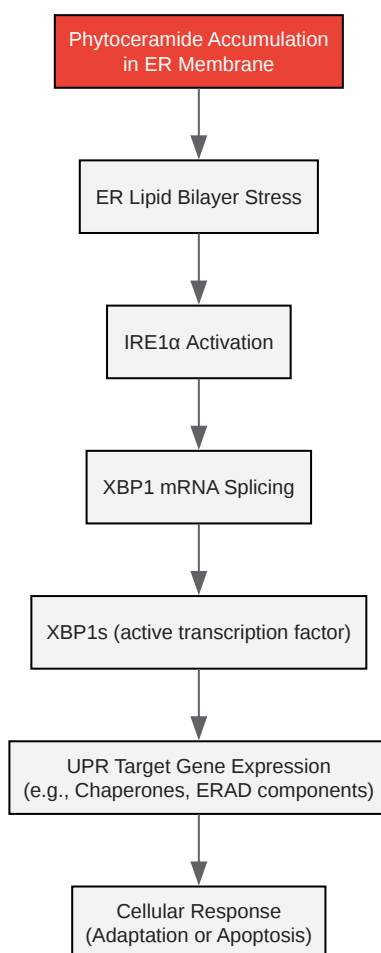 Phytoceramide Accumulation
in ER Membrane
ER Lipid Bilayer Stress
IRE1α Activation
XBP1 mRNA Splicing
XBP1s (active transcription factor)
UPR Target Gene Expression
(e.g., Chaperones, ERAD components)
Cellular Response
(Adaptation or Apoptosis)